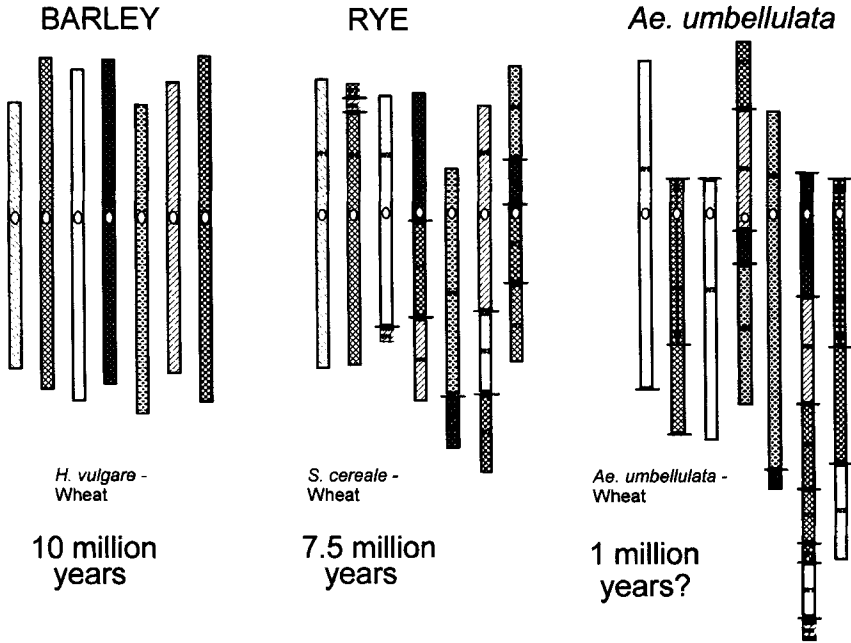 BARLEY
RYE
Ae. umbellulata
H. vulgare -
Wheat
10 million
years
S. cereale -
Wheat
7.5 million
years
Ae. umbellulata -
Wheat
1 million
years?